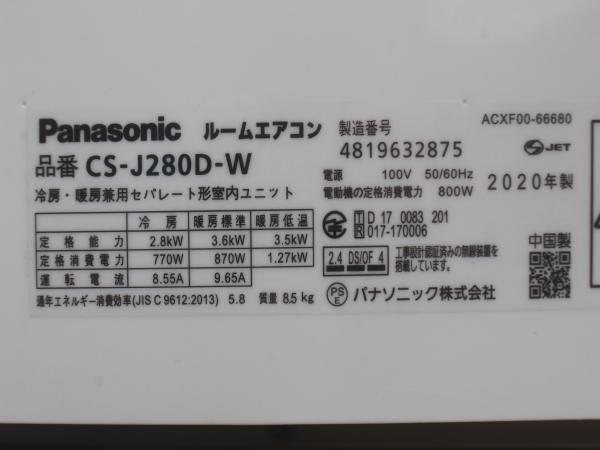 Panasonic ルームエアコン
品番 CS-J280D-W
冷房・暖房兼用セパレート形室内ユニット
冷房 暖房標準 暖房低温
定格能力 2.8kW 3.6kW 3.5kW
定格消費電力 770W 870W 1.27kW
運転電流 8.55A 9.65A
通年エネルギー消費効率(JIS C 9612:2013) 5.8 質量 8.5 kg
製造番号
4819632875
ACXF00-66680
JET
電源 100V 50/60Hz
電動機の定格消費電力 800W
2020年製
T D 17 0083 201
R 017-170006
2.4 DS/OF 4
工事設計認証済みの無線装置を
搭載しています。
中国製
PSE パナソニック株式会社